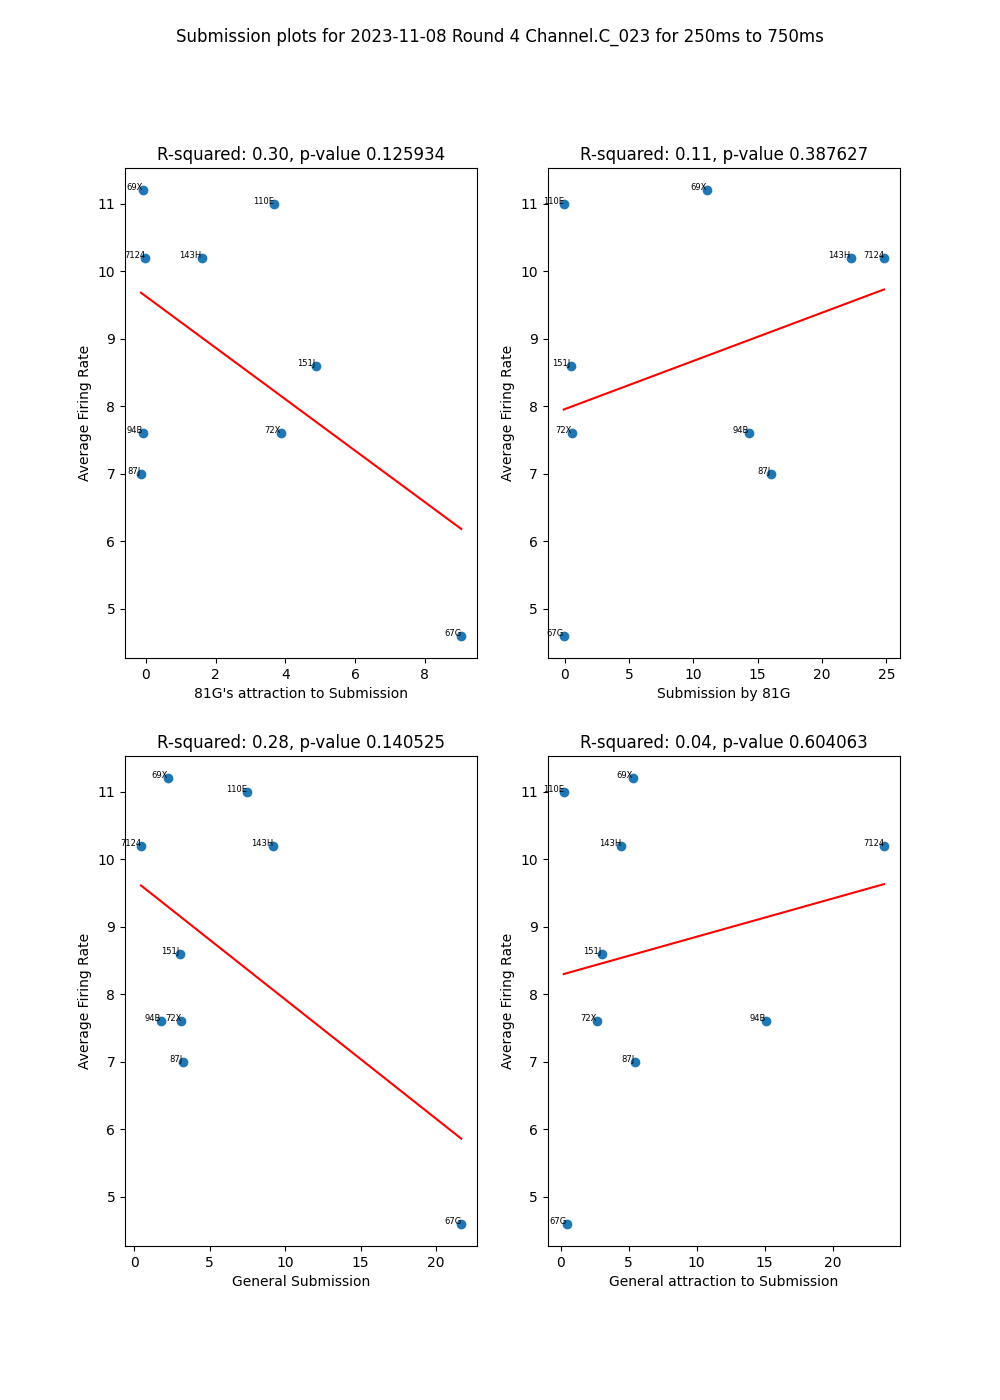 Submission plots for 2023-11-08 Round 4 Channel.C_023 for 250ms to 750ms
R-squared: 0.30, p-value 0.125934
69X
110E
7124
143H
151J
94B
72X
87J
67G
11
10
9
8
7
6
5
Average Firing Rate
0 2 4 6 8
81G's attraction to Submission
R-squared: 0.11, p-value 0.387627
110E
69X
143H
7124
151J
72X
94B
87J
67G
11
10
9
8
7
6
5
Average Firing Rate
0 5 10 15 20 25
Submission by 81G
R-squared: 0.28, p-value 0.140525
69X
110E
7124
143H
151J
94B
72X
87J
67G
11
10
9
8
7
6
5
Average Firing Rate
0 5 10 15 20
General Submission
R-squared: 0.04, p-value 0.604063
110E
69X
143H
7124
151J
72X
94B
87J
67G
11
10
9
8
7
6
5
Average Firing Rate
0 5 10 15 20
General attraction to Submission